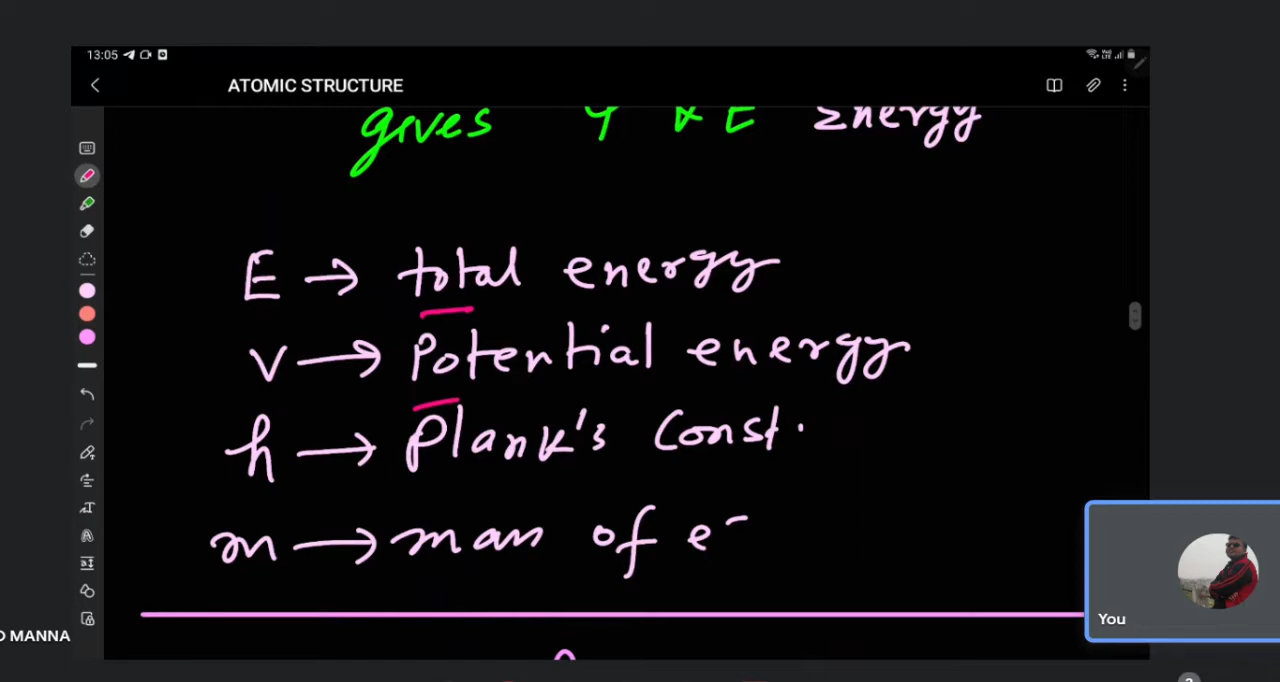 13:05
ATOMIC STRUCTURE
gives Ψ & E Energy
E → total energy
V → Potential energy
h → Plank's Const.
m → mass of e⁻
You
O MANNA